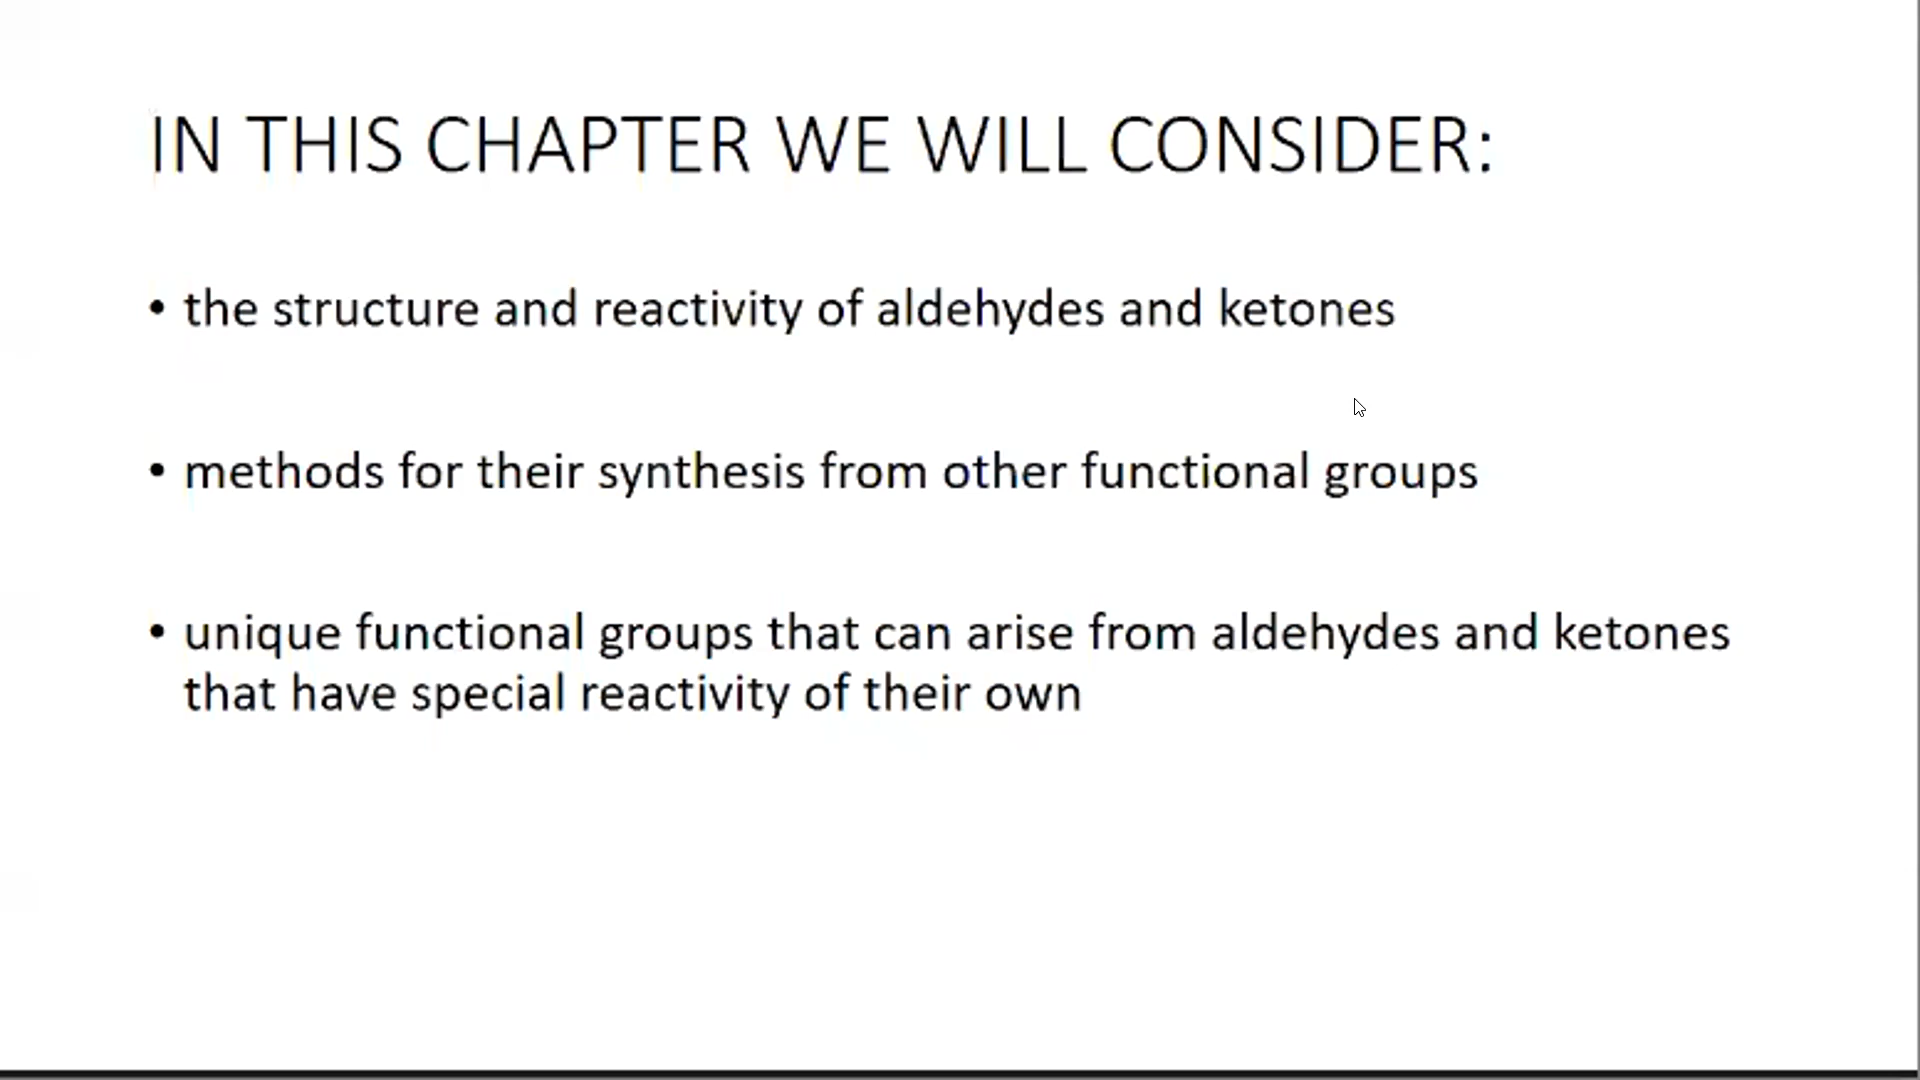 IN THIS CHAPTER WE WILL CONSIDER:
• the structure and reactivity of aldehydes and ketones
• methods for their synthesis from other functional groups
• unique functional groups that can arise from aldehydes and ketones
that have special reactivity of their own